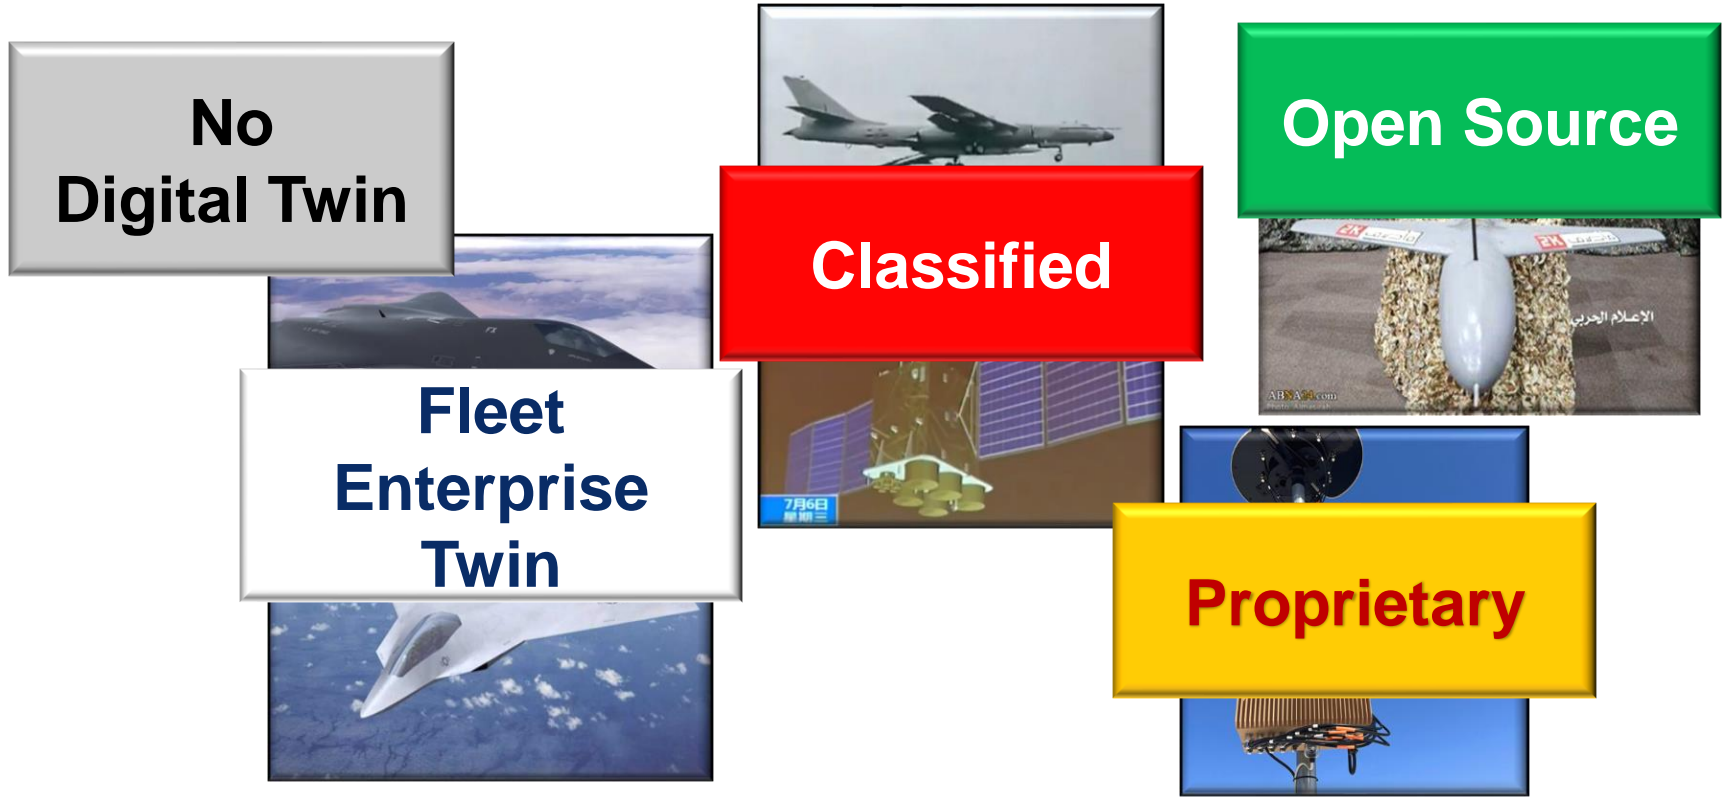 No
Digital Twin
Fleet
Enterprise
Twin
Classified
7月6日
星期三
Open Source
الإعلام الحربي
ABNA24.com
Proprietary